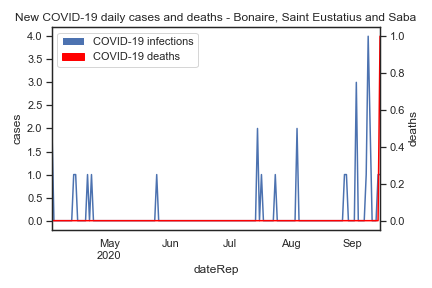 New COVID-19 daily cases and deaths - Bonaire, Saint Eustatius and Saba
COVID-19 infections
COVID-19 deaths
4.0
3.5
3.0
2.5
2.0
1.5
1.0
0.5
0.0
cases
1.0
0.8
0.6
0.4
0.2
0.0
deaths
May Jun Jul Aug Sep
2020
dateRep